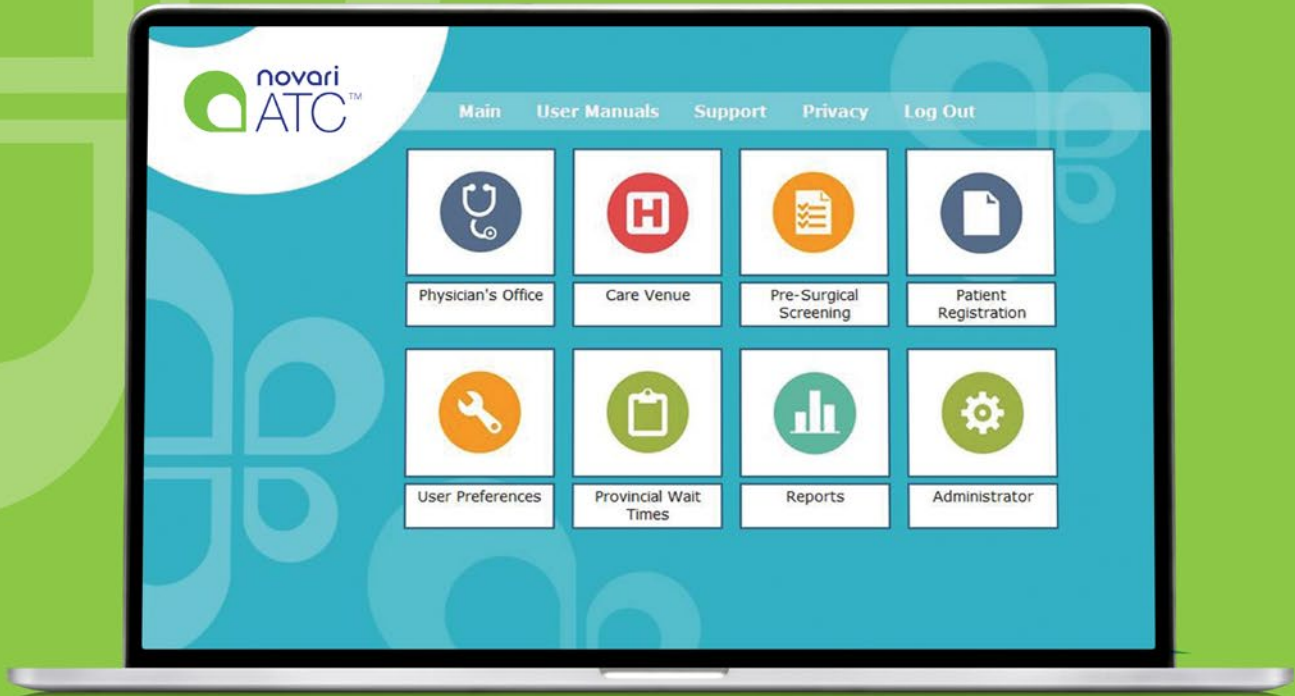 novari
ATC™
Main User Manuals Support Privacy Log Out
H
Physician's Office Care Venue Pre-Surgical Screening Patient Registration
User Preferences Provincial Wait Times Reports Administrator